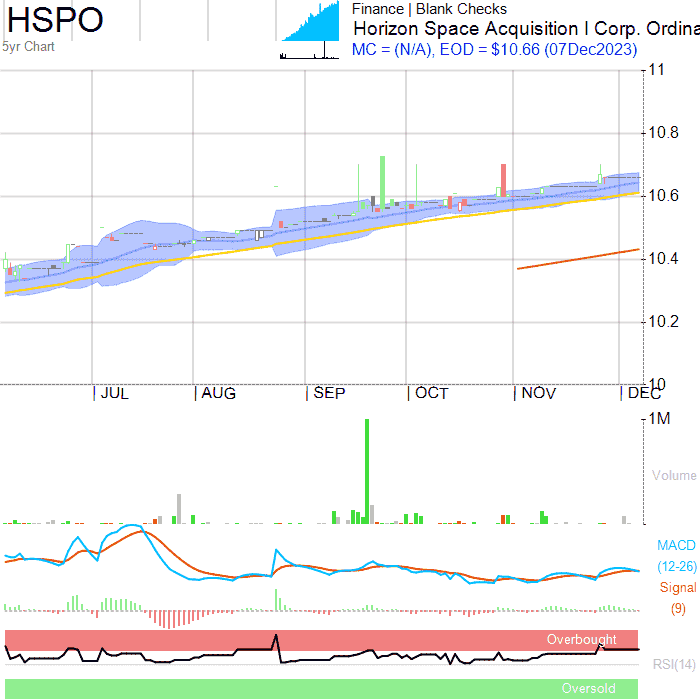 HSPO
5yr Chart
Finance | Blank Checks
Horizon Space Acquisition I Corp. Ordina
MC = (N/A), EOD = $10.66 (07Dec2023)
11
10.8
10.6
10.4
10.2
10
JUL AUG SEP OCT NOV DEC
1M
Volume
MACD
(12-26)
Signal
(9)
Overbought
RSI(14)
Oversold